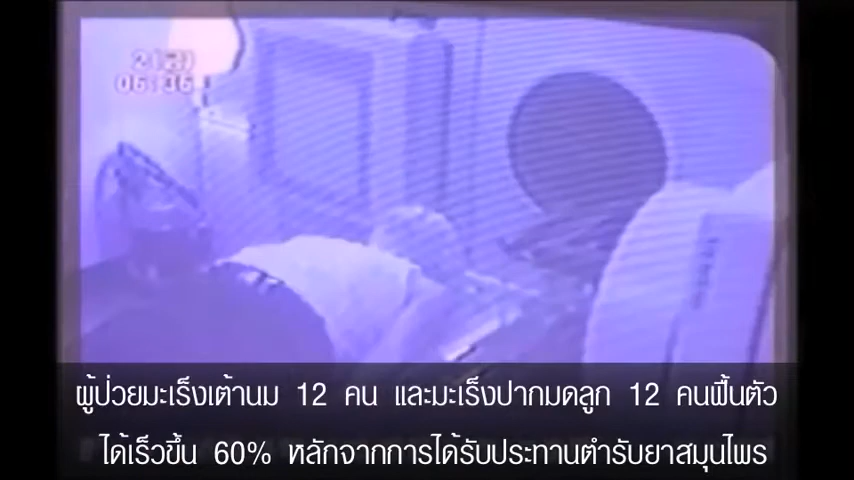 06:36
ผู้ป่วยมะเร็งเต้านม 12 คน และมะเร็งปากมดลูก 12 คนฟื้นตัว
ได้เร็วขึ้น 60% หลักจากการได้รับประทานตำรับยาสมุนไพร